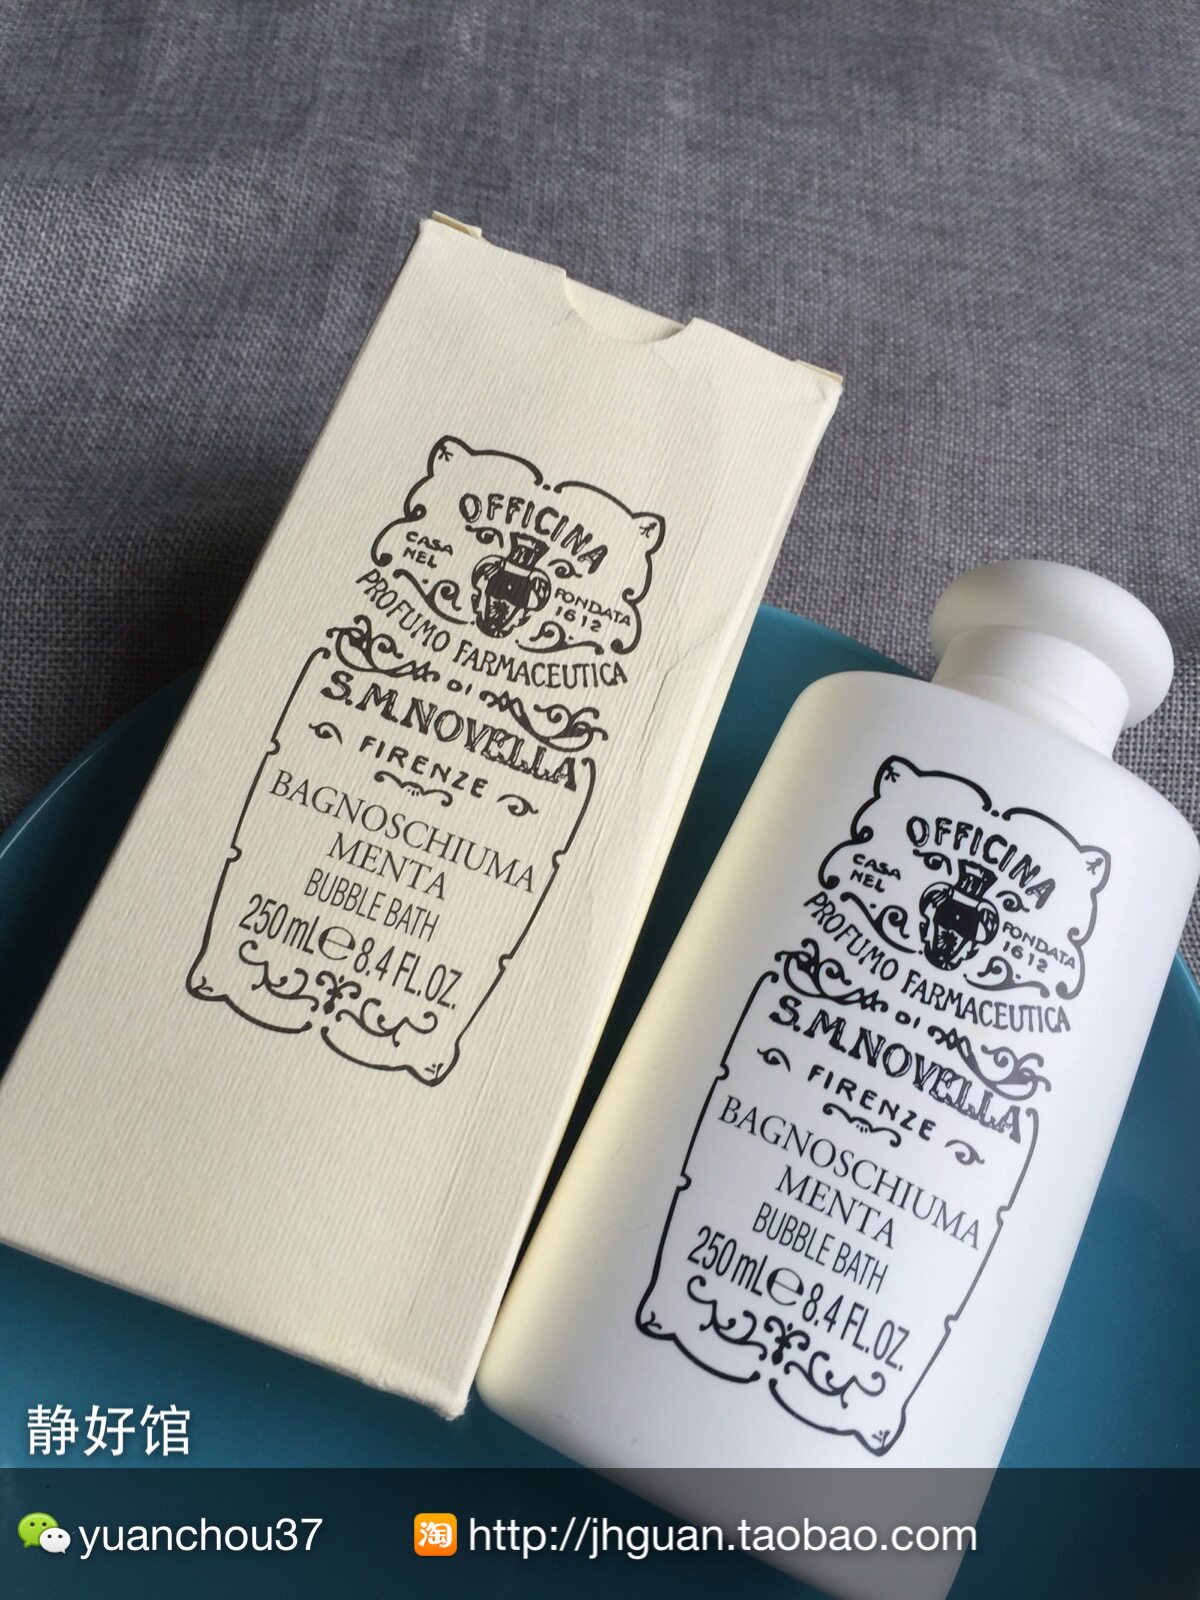 OFFICINA
CASA
NEL
FONDATA
1612
PROFUMO FARMACEUTICA
DI
S.M.NOVELLA
FIRENZE
BAGNOSCHIUMA
MENTA
BUBBLE BATH
250 mL e 8.4 FL.OZ.
OFFICINA
CASA
NEL
FONDATA
1612
PROFUMO FARMACEUTICA
DI
S.M.NOVELLA
FIRENZE
BAGNOSCHIUMA
MENTA
BUBBLE BATH
250 mL e 8.4 FL.OZ.
静好馆
yuanchou37
淘 http://jhguan.taobao.com